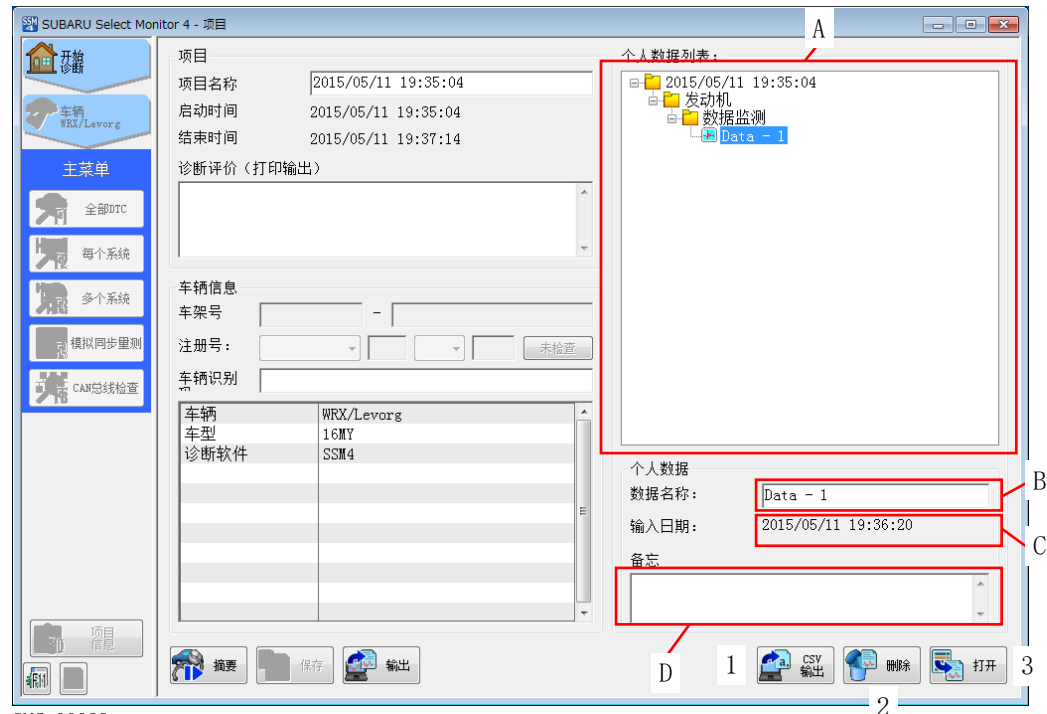 SUBARU Select Monitor 4 - 项目
A
开始
诊断
车辆
WRX/Levorg
主菜单
全部DTC
每个系统
多个系统
模拟同步量测
CAN总线检查
项目
信息
F11
项目
项目名称
2015/05/11 19:35:04
启动时间
2015/05/11 19:35:04
结束时间
2015/05/11 19:37:14
诊断评价（打印输出）
车辆信息
车架号
-
注册号：
未检查
车辆识别
车辆
WRX/Levorg
车型
16MY
诊断软件
SSM4
摘要
保存
输出
个人数据列表：
2015/05/11 19:35:04
发动机
数据监测
Data - 1
个人数据
数据名称：
Data - 1
B
输入日期：
2015/05/11 19:36:20
C
备忘
D
1
CSV
输出
删除
打开
3
2